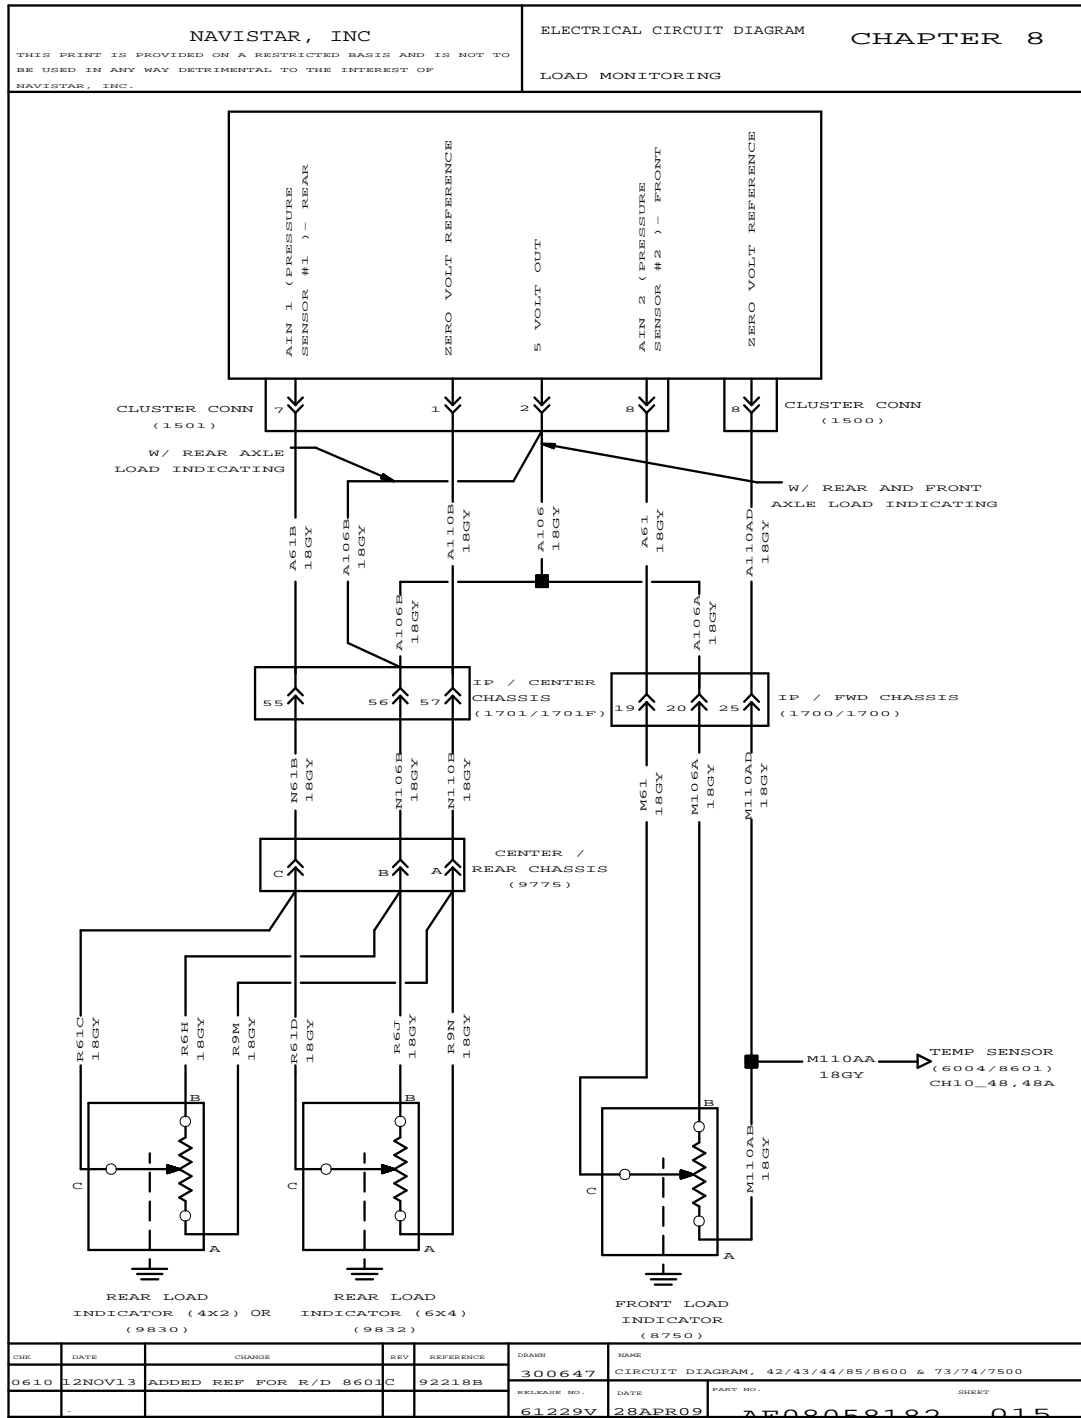 NAVISTAR, INC
THIS PRINT IS PROVIDED ON A RESTRICTED BASIS AND IS NOT TO
BE USED IN ANY WAY DETRIMENTAL TO THE INTEREST OF
NAVISTAR, INC.
ELECTRICAL CIRCUIT DIAGRAM
CHAPTER 8
LOAD MONITORING
AIN 1 (PRESSURE
SENSOR #1 )- REAR
ZERO VOLT REFERENCE
5 VOLT OUT
AIN 2 (PRESSURE
SENSOR #2 )- FRONT
ZERO VOLT REFERENCE
CLUSTER CONN
(1501)
7
1
2
8
8
CLUSTER CONN
(1500)
W/ REAR AXLE
LOAD INDICATING
W/ REAR AND FRONT
AXLE LOAD INDICATING
A61B
18GY
A106B
18GY
A110B
18GY
A106
18GY
A61
18GY
A110AD
18GY
A106B
18GY
A106A
18GY
55
56
57
IP / CENTER
CHASSIS
(1701/1701F)
19
20
25
IP / FWD CHASSIS
(1700/1700)
N61B
18GY
N106B
18GY
N110B
18GY
M61
18GY
M106A
18GY
M110AD
18GY
C
B
A
CENTER /
REAR CHASSIS
(9775)
R61C
18GY
R6H
18GY
R9M
18GY
R61D
18GY
R6J
18GY
R9N
18GY
M110AA
18GY
TEMP SENSOR
(6004/8601)
CH10_48,48A
M110AB
18GY
B
C
A
B
C
A
B
C
A
REAR LOAD
INDICATOR (4X2) OR
(9830)
REAR LOAD
INDICATOR (6X4)
(9832)
FRONT LOAD
INDICATOR
(8750)
CHK DATE CHANGE REV REFERENCE
0610 12NOV13 ADDED REF FOR R/D 8601 C 92218B
-
DRAWN
300647
NAME
CIRCUIT DIAGRAM, 42/43/44/85/8600 & 73/74/7500
RELEASE NO.
61229V
DATE
28APR09
PART NO.
AE08058182
SHEET
015